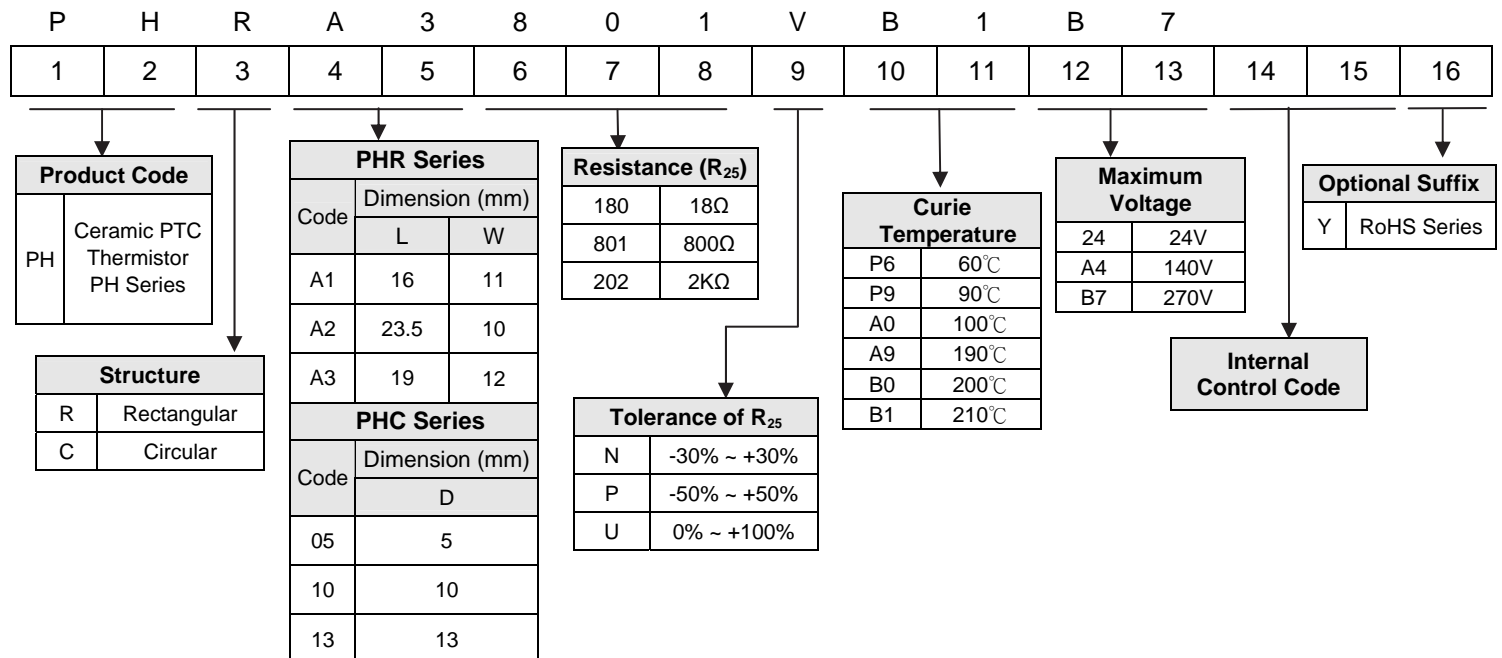 P H R A 3 8 0 1 V B 1 B 7
1 2 3 4 5 6 7 8 9 10 11 12 13 14 15 16
Product Code
PH Ceramic PTC
Thermistor
PH Series
Structure
R Rectangular
C Circular
PHR Series
Code Dimension (mm)
L W
A1 16 11
A2 23.5 10
A3 19 12
PHC Series
Code Dimension (mm)
D
05 5
10 10
13 13
Resistance (R25)
180 18Ω
801 800Ω
202 2KΩ
Tolerance of R25
N -30% ~ +30%
P -50% ~ +50%
U 0% ~ +100%
Curie
Temperature
P6 60℃
P9 90℃
A0 100℃
A9 190℃
B0 200℃
B1 210℃
Maximum
Voltage
24 24V
A4 140V
B7 270V
Internal
Control Code
Optional Suffix
Y RoHS Series